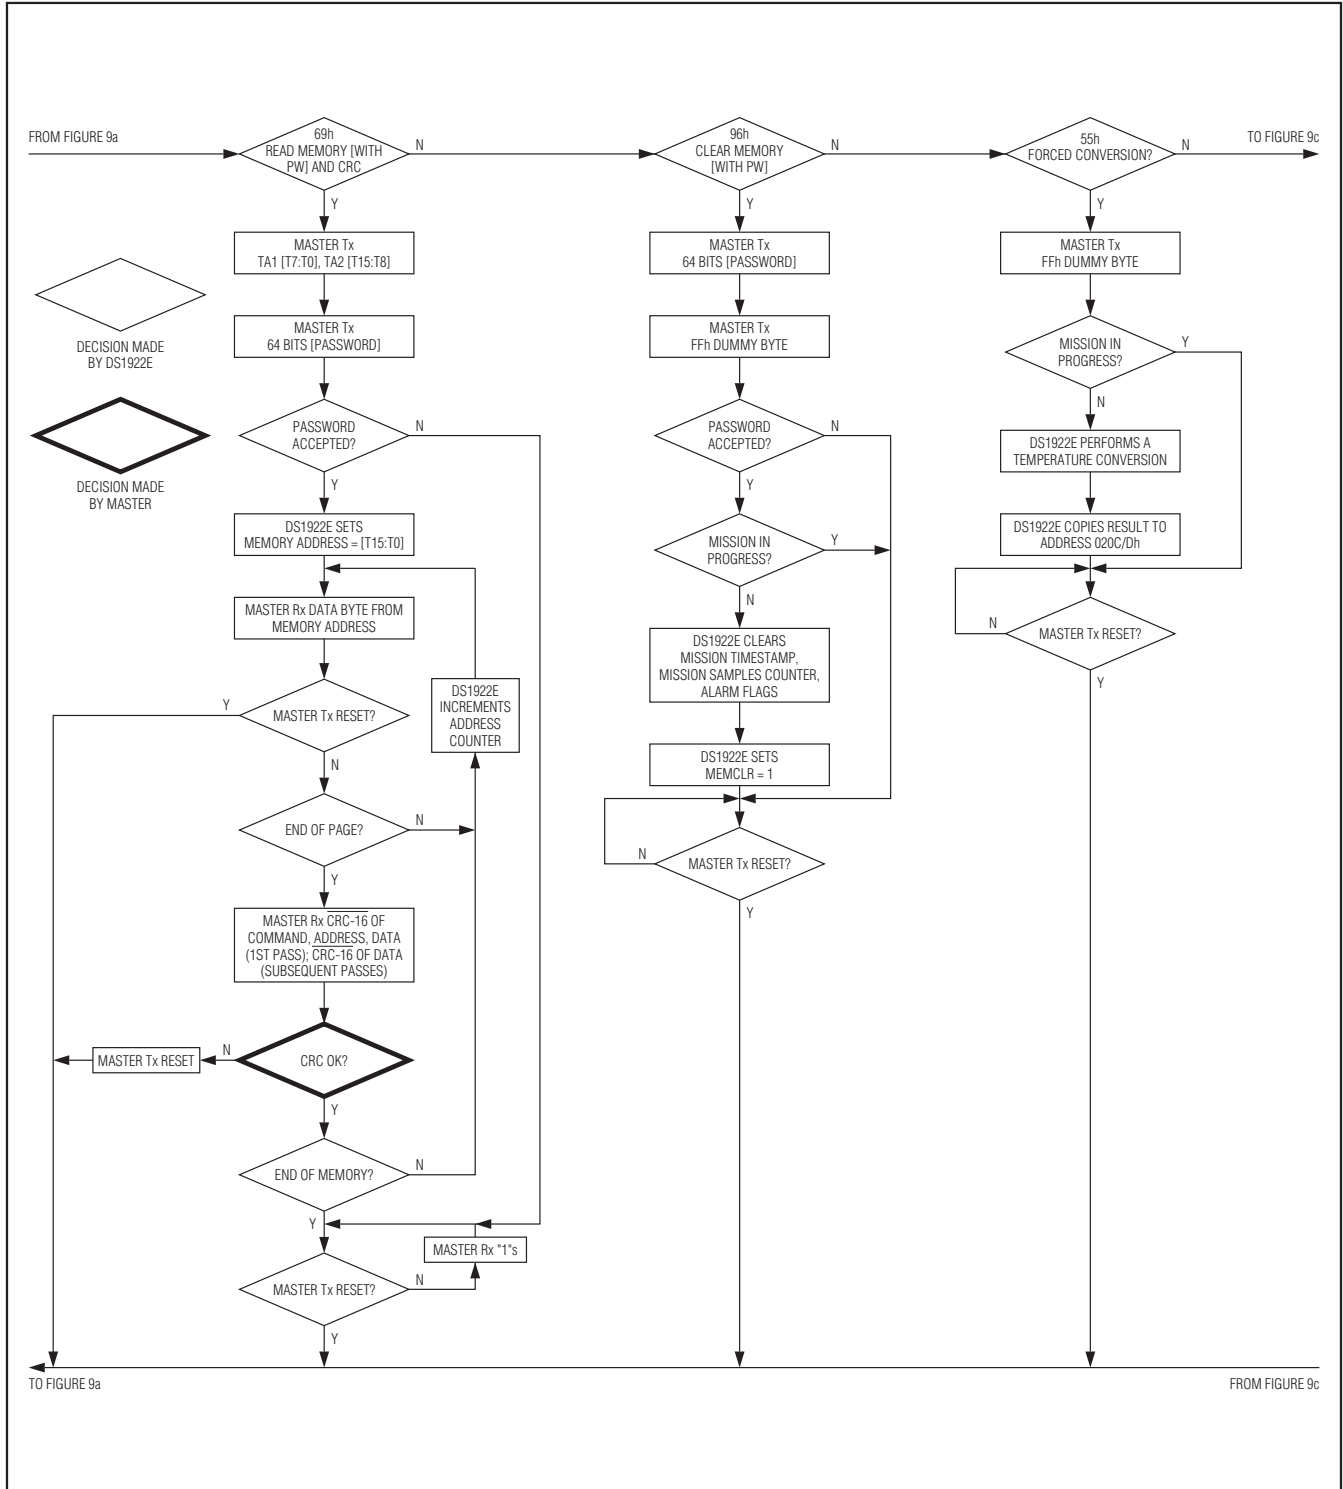 FROM FIGURE 9a
69h
READ MEMORY [WITH
PW] AND CRC
N
Y
MASTER Tx
TA1 [T7:T0], TA2 [T15:T8]
MASTER Tx
64 BITS [PASSWORD]
DECISION MADE
BY DS1922E
DECISION MADE
BY MASTER
PASSWORD
ACCEPTED?
N
Y
DS1922E SETS
MEMORY ADDRESS = [T15:T0]
MASTER Rx DATA BYTE FROM
MEMORY ADDRESS
DS1922E
INCREMENTS
ADDRESS
COUNTER
Y
MASTER Tx RESET?
N
END OF PAGE?
N
Y
MASTER Rx CRC-16 OF
COMMAND, ADDRESS, DATA
(1ST PASS); CRC-16 OF DATA
(SUBSEQUENT PASSES)
MASTER Tx RESET
N
CRC OK?
Y
END OF MEMORY?
N
Y
MASTER Rx "1"s
MASTER Tx RESET?
N
Y
96h
CLEAR MEMORY
[WITH PW]
N
Y
MASTER Tx
64 BITS [PASSWORD]
MASTER Tx
FFh DUMMY BYTE
PASSWORD
ACCEPTED?
N
Y
MISSION IN
PROGRESS?
Y
N
DS1922E CLEARS
MISSION TIMESTAMP,
MISSION SAMPLES COUNTER,
ALARM FLAGS
DS1922E SETS
MEMCLR = 1
N
MASTER Tx RESET?
Y
55h
FORCED CONVERSION?
N
TO FIGURE 9c
Y
MASTER Tx
FFh DUMMY BYTE
MISSION IN
PROGRESS?
Y
N
DS1922E PERFORMS A
TEMPERATURE CONVERSION
DS1922E COPIES RESULT TO
ADDRESS 020C/Dh
N
MASTER Tx RESET?
Y
TO FIGURE 9a
FROM FIGURE 9c